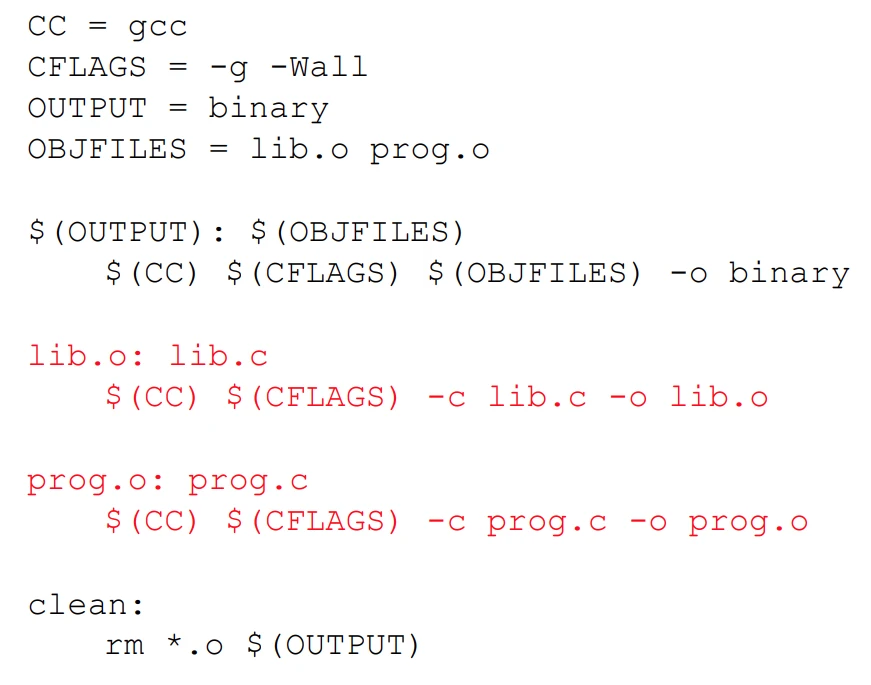 CC = gcc
CFLAGS = -g -Wall
OUTPUT = binary
OBJFILES = lib.o prog.o
$(OUTPUT): $(OBJFILES)
$(CC) $(CFLAGS) $(OBJFILES) -o binary
lib.o: lib.c
$(CC) $(CFLAGS) -c lib.c -o lib.o
prog.o: prog.c
$(CC) $(CFLAGS) -c prog.c -o prog.o
clean:
rm *.o $(OUTPUT)